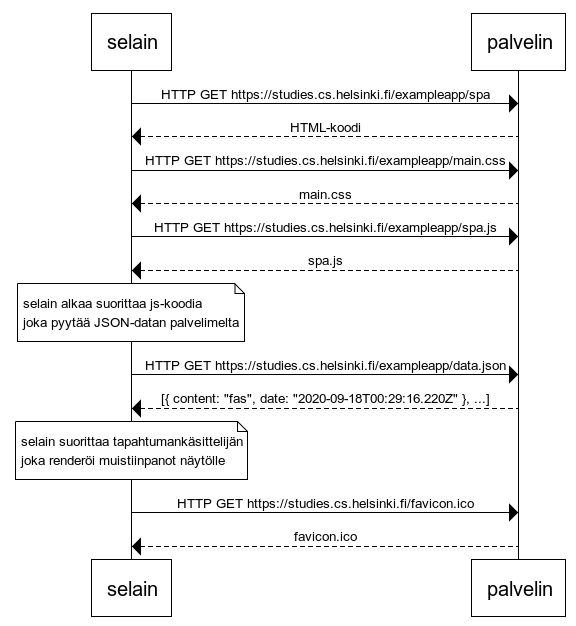 selain palvelin
HTTP GET https://studies.cs.helsinki.fi/exampleapp/spa
HTML-koodi
HTTP GET https://studies.cs.helsinki.fi/exampleapp/main.css
main.css
HTTP GET https://studies.cs.helsinki.fi/exampleapp/spa.js
spa.js
selain alkaa suorittaa js-koodia
joka pyytää JSON-datan palvelimelta
HTTP GET https://studies.cs.helsinki.fi/exampleapp/data.json
[{ content: "fas", date: "2020-09-18T00:29:16.220Z" }, ...]
selain suorittaa tapahtumankäsittelijän
joka renderöi muistiinpanot näytölle
HTTP GET https://studies.cs.helsinki.fi/favicon.ico
favicon.ico
selain palvelin